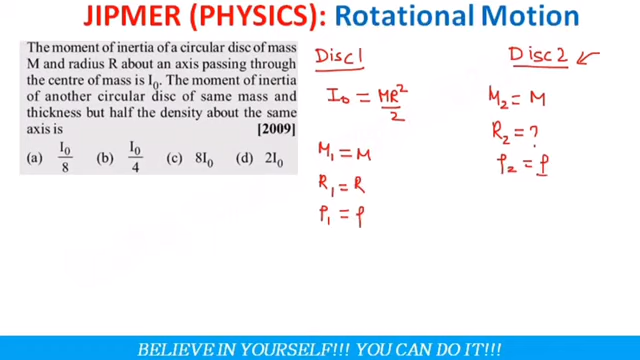 JIPMER (PHYSICS): Rotational Motion
The moment of inertia of a circular disc of mass
M and radius R about an axis passing through
the centre of mass is I₀. The moment of inertia
of another circular disc of same mass and
thickness but half the density about the same
axis is [2009]
(a) I₀/8 (b) I₀/4 (c) 8I₀ (d) 2I₀
Disc 1
I₀ = MR²/2
M₁ = M
R₁ = R
ρ₁ = ρ
Disc 2
M₂ = M
R₂ = ?
ρ₂ = ρ
BELIEVE IN YOURSELF!!! YOU CAN DO IT!!!